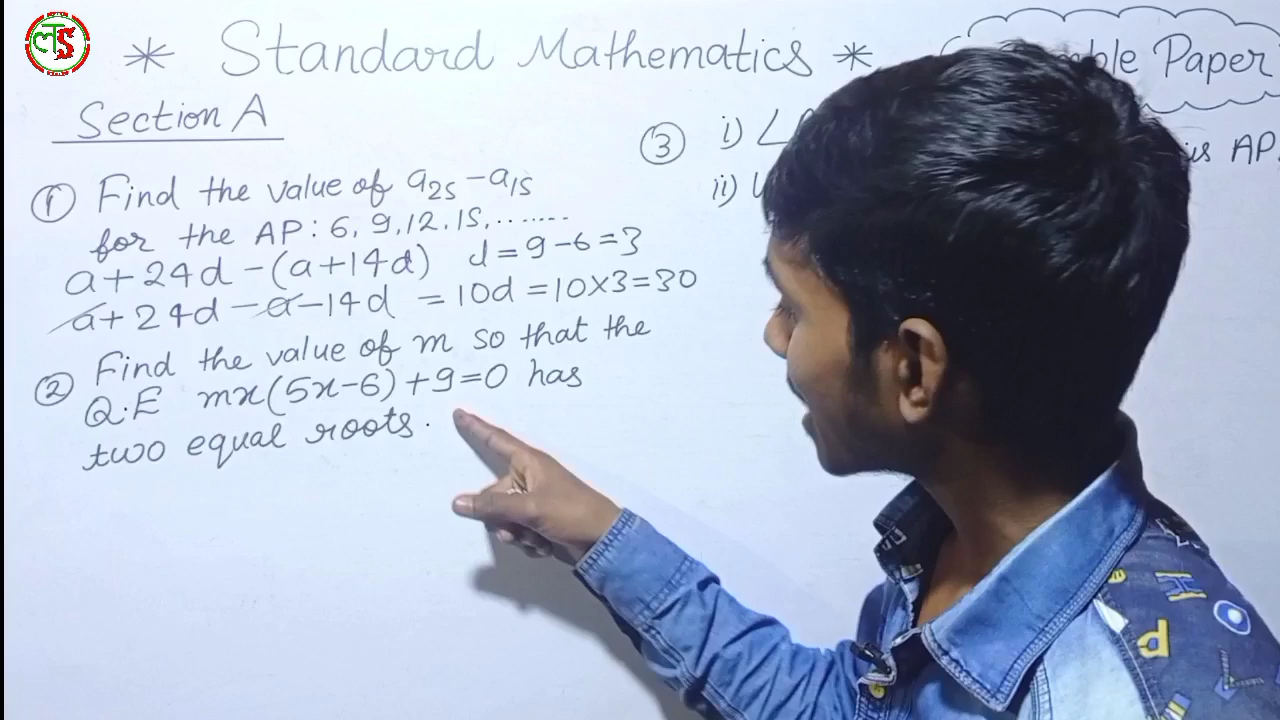 लTS
* Standard Mathematics *
Paper
Section A
① Find the value of a₂₅ - a₁₅
for the AP : 6, 9, 12, 15, .......
a + 24d - (a + 14d) d = 9 - 6 = 3
a + 24d - a - 14d = 10d = 10 × 3 = 30
② Find the value of m so that the
Q.E mx(5x - 6) + 9 = 0 has
two equal roots.
③ i) ∠
AP.
ii)